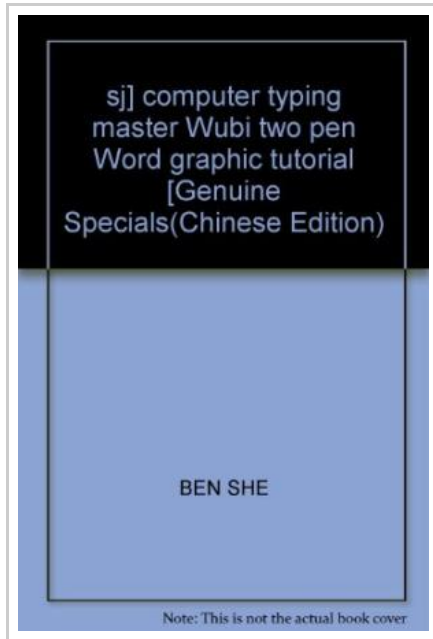 sj] computer typing
master Wubi two pen
Word graphic tutorial
[Genuine
Specials(Chinese Edition)
BEN SHE
Note: This is not the actual book cover